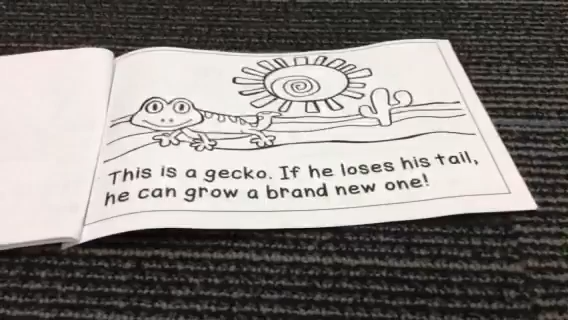 This is a gecko. If he loses his tail,
he can grow a brand new one!